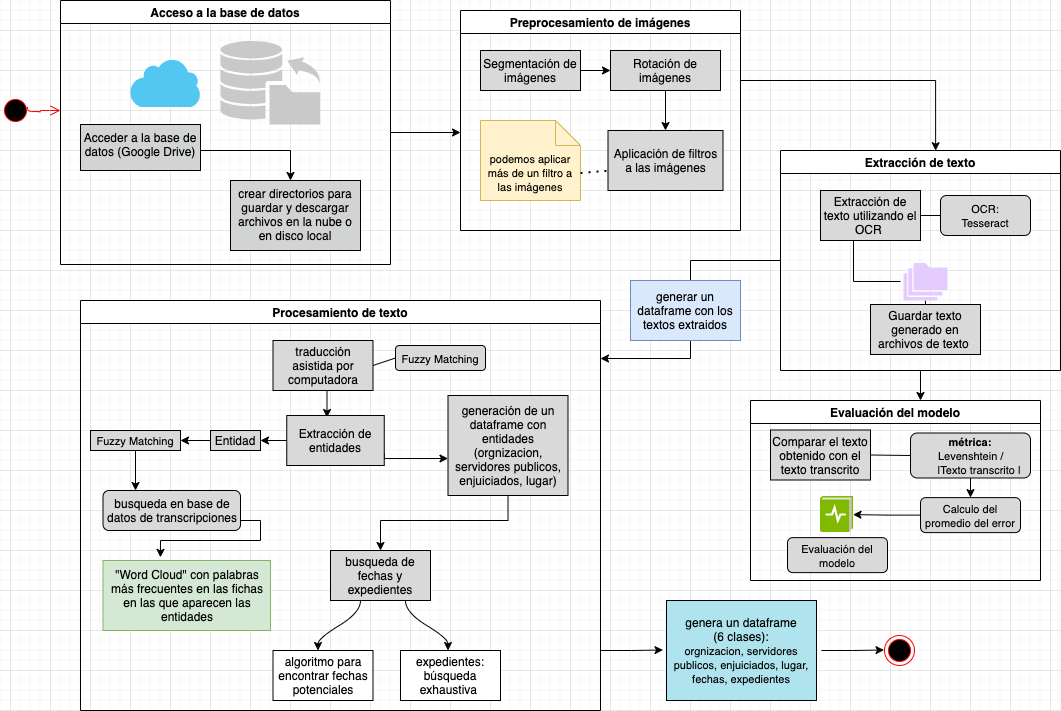 Acceso a la base de datos
Acceder a la base de
datos (Google Drive)
crear directorios para
guardar y descargar
archivos en la nube o
en disco local
Preprocesamiento de imágenes
Segmentación de
imágenes
Rotación de
imágenes
podemos aplicar
más de un filtro a
las imágenes
Aplicación de filtros
a las imágenes
Extracción de texto
Extracción de
texto utilizando el
OCR
OCR:
Tesseract
Guardar texto
generado en
archivos de texto
generar un
dataframe con los
textos extraidos
Procesamiento de texto
traducción
asistida por
computadora
Fuzzy Matching
Extracción de
entidades
Entidad
Fuzzy Matching
busqueda en base de
datos de transcripciones
"Word Cloud" con palabras
más frecuentes en las fichas
en las que aparecen las
entidades
generación de un
dataframe con
entidades
(orgnizacion,
servidores publicos,
enjuiciados, lugar)
busqueda de
fechas y
expedientes
algoritmo para
encontrar fechas
potenciales
expedientes:
búsqueda
exhaustiva
Evaluación del modelo
Comparar el texto
obtenido con el
texto transcrito
métrica:
Levenshtein /
|Texto transcrito |
Calculo del
promedio del error
Evaluación del
modelo
genera un dataframe
(6 clases):
orgnizacion, servidores
publicos, enjuiciados, lugar,
fechas, expedientes